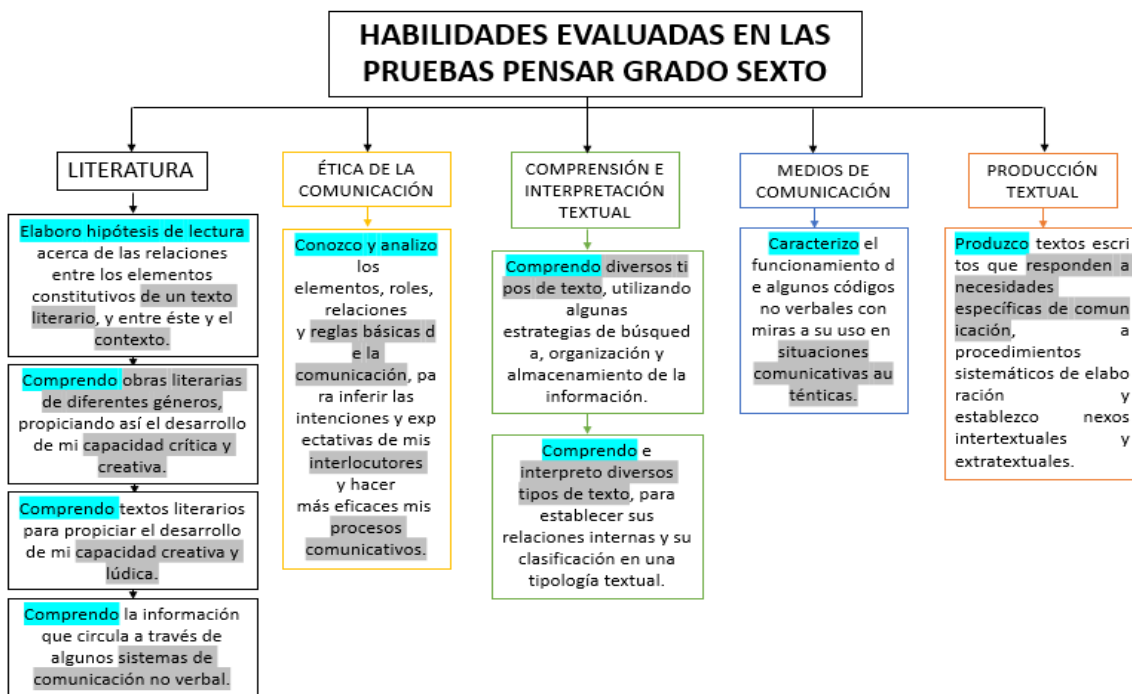 HABILIDADES EVALUADAS EN LAS
PRUEBAS PENSAR GRADO SEXTO
LITERATURA
Elaboro hipótesis de lectura
acerca de las relaciones
entre los elementos
constitutivos de un texto
literario, y entre éste y el
contexto.
Comprendo obras literarias
de diferentes géneros,
propiciando así el desarrollo
de mi capacidad crítica y
creativa.
Comprendo textos literarios
para propiciar el desarrollo
de mi capacidad creativa y
lúdica.
Comprendo la información
que circula a través de
algunos sistemas de
comunicación no verbal.
ÉTICA DE LA
COMUNICACIÓN
Conozco y analizo
los
elementos, roles,
relaciones
y reglas básicas d
e la
comunicación, pa
ra inferir las
intenciones y exp
ectativas de mis
interlocutores
y hacer
más eficaces mis
procesos
comunicativos.
COMPRENSIÓN E
INTERPRETACIÓN
TEXTUAL
Comprendo diversos ti
pos de texto, utilizando
algunas
estrategias de búsqued
a, organización y
almacenamiento de la
información.
Comprendo e
interpreto diversos
tipos de texto, para
establecer sus
relaciones internas y su
clasificación en una
tipología textual.
MEDIOS DE
COMUNICACIÓN
Caracterizo el
funcionamiento d
e algunos códigos
no verbales con
miras a su uso en
situaciones
comunicativas au
ténticas.
PRODUCCIÓN
TEXTUAL
Produzco textos escri
tos que responden a
necesidades
específicas de comun
icación, a
procedimientos
sistemáticos de elabo
ración y
establezco nexos
intertextuales y
extratextuales.